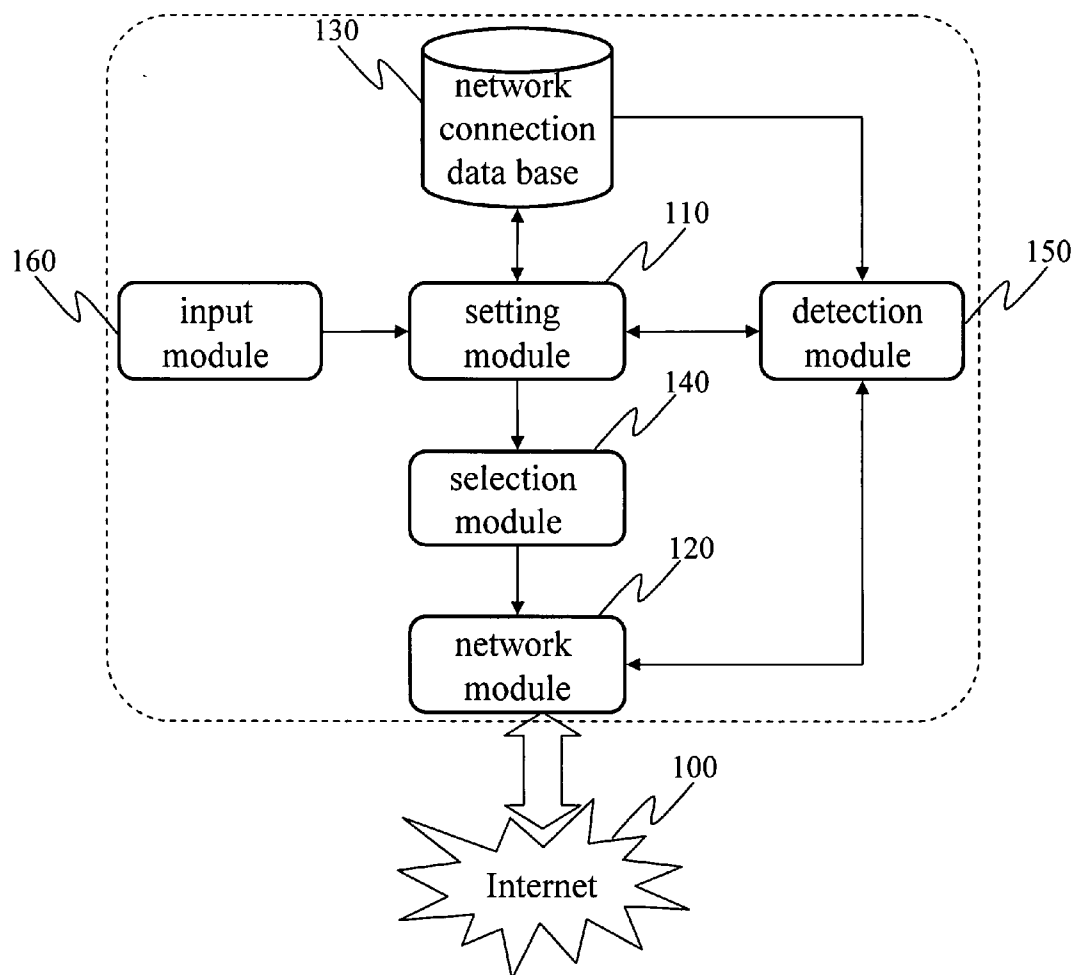 130
network
connection
data base
110
160
150
input
module
setting
module
detection
module
140
selection
module
120
network
module
100
Internet